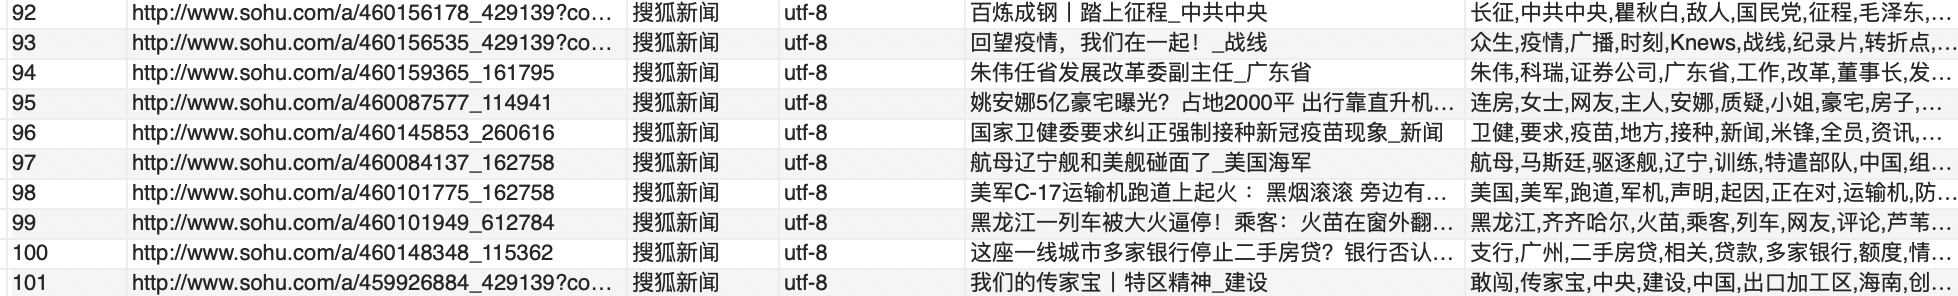 92 http://www.sohu.com/a/460156178_429139?co… 搜狐新闻 utf-8 百炼成钢丨踏上征程_中共中央 长征,中共中央,瞿秋白,敌人,国民党,征程,毛泽东,…
93 http://www.sohu.com/a/460156535_429139?co… 搜狐新闻 utf-8 回望疫情，我们在一起！_战线 众生,疫情,广播,时刻,Knews,战线,纪录片,转折点,…
94 http://www.sohu.com/a/460159365_161795 搜狐新闻 utf-8 朱伟任省发展改革委副主任_广东省 朱伟,科瑞,证券公司,广东省,工作,改革,董事长,发…
95 http://www.sohu.com/a/460087577_114941 搜狐新闻 utf-8 姚安娜5亿豪宅曝光？占地2000平 出行靠直升机… 连房,女士,网友,主人,安娜,质疑,小姐,豪宅,房子,…
96 http://www.sohu.com/a/460145853_260616 搜狐新闻 utf-8 国家卫健委要求纠正强制接种新冠疫苗现象_新闻 卫健,要求,疫苗,地方,接种,新闻,米锋,全员,资讯,…
97 http://www.sohu.com/a/460084137_162758 搜狐新闻 utf-8 航母辽宁舰和美舰碰面了_美国海军 航母,马斯廷,驱逐舰,辽宁,训练,特遣部队,中国,组…
98 http://www.sohu.com/a/460101775_162758 搜狐新闻 utf-8 美军C-17运输机跑道上起火 ：黑烟滚滚 旁边有… 美国,美军,跑道,军机,声明,起因,正在对,运输机,防…
99 http://www.sohu.com/a/460101949_612784 搜狐新闻 utf-8 黑龙江一列车被大火逼停！乘客：火苗在窗外翻… 黑龙江,齐齐哈尔,火苗,乘客,列车,网友,评论,芦苇…
100 http://www.sohu.com/a/460148348_115362 搜狐新闻 utf-8 这座一线城市多家银行停止二手房贷？银行否认… 支行,广州,二手房贷,相关,贷款,多家银行,额度,情…
101 http://www.sohu.com/a/459926884_429139?co… 搜狐新闻 utf-8 我们的传家宝丨特区精神_建设 敢闯,传家宝,中央,建设,中国,出口加工区,海南,创…